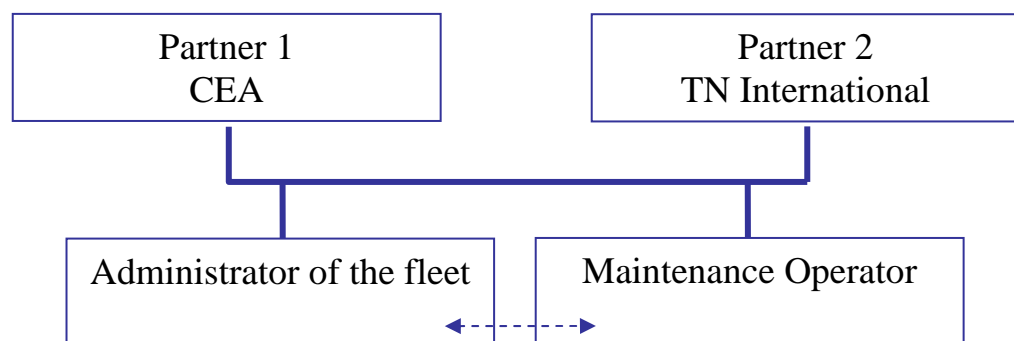 Partner 1
CEA
Partner 2
TN International
Administrator of the fleet
Maintenance Operator